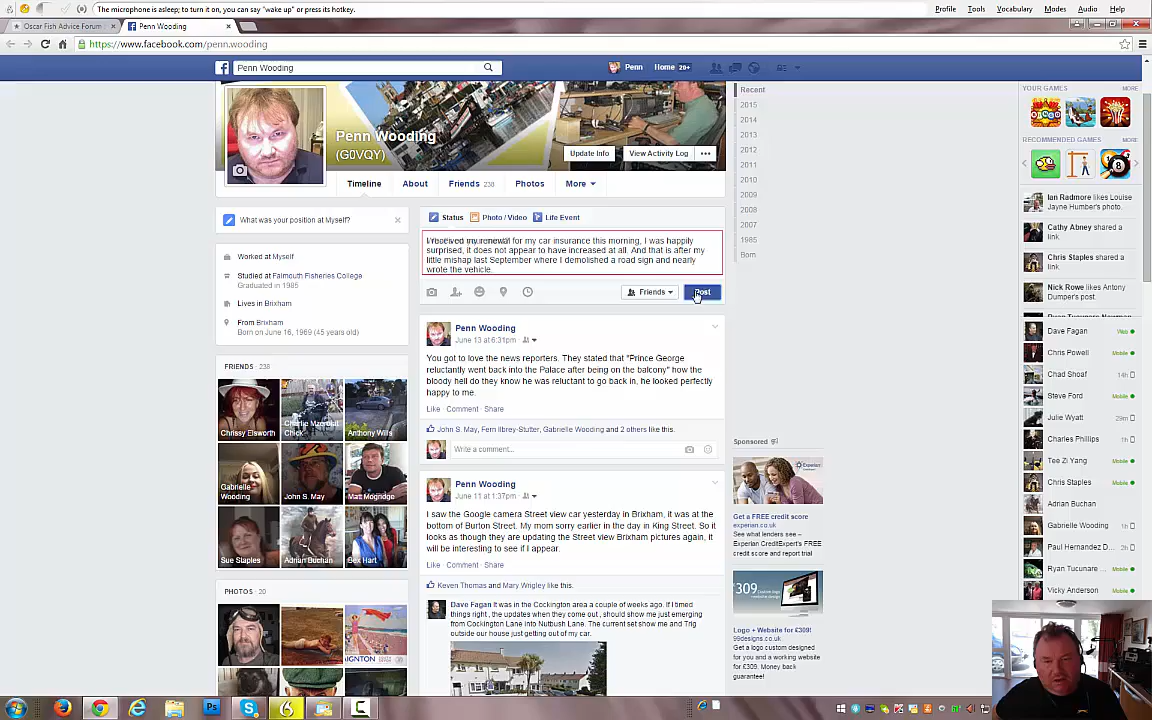 The microphone is asleep; to turn it on, you can say "wake up" or press its hotkey.
Profile Tools Vocabulary Modes Audio Help
Oscar Fish Advice Forum
Penn Wooding
https://www.facebook.com/penn.wooding
Penn Wooding
Penn Home 20+
Penn Wooding
(G0VQY)
Update Info View Activity Log
Timeline About Friends 238 Photos More
Recent
2015
2014
2013
2012
2011
2010
2009
2008
2007
1985
Born
What was your position at Myself?
Worked at Myself
Studied at Falmouth Fisheries College
Graduated in 1985
Lives in Brixham
From Brixham
Born on June 16, 1969 (45 years old)
FRIENDS · 238
Chrissy Elsworth
Chick
Anthony Wills
Gabrielle
Wooding
John S. May
Matt Mogridge
Sue Staples
Adrian Buchan
Bex Hart
PHOTOS · 20
Status Photo / Video Life Event
for my car insurance this morning, I was happily
surprised, it does not appear to have increased at all. And that is after my
little mishap last September where I demolished a road sign and nearly
wrote the vehicle.
Friends Post
Penn Wooding
June 13 at 6:31pm
You got to love the news reporters. They stated that "Prince George
reluctantly went back into the Palace after being on the balcony" how the
bloody hell do they know he was reluctant to go back in, he looked perfectly
happy to me.
Like · Comment · Share
John S. May, Fern Ilbrey-Stutter, Gabrielle Wooding and 2 others like this.
Write a comment...
Penn Wooding
June 11 at 1:37pm
I saw the Google camera Street view car yesterday in Brixham, it was at the
bottom of Burton Street. My mom sorry earlier in the day in King Street. So it
looks as though they are updating the Street view Brixham pictures again, it
will be interesting to see if I appear.
Like · Comment · Share
Keven Thomas and Mary Wrigley like this.
Dave Fagan It was in the Cockington area a couple of weeks ago. If I timed
things right , the updates when they come out , should show me just emerging
from Cockington Lane into Nutbush Lane. The current set show me and Trig
outside our house just getting out of my car.
Sponsored
Get a FREE credit score
experian.co.uk
See what lenders see -
Experian CreditExpert's FREE
credit score and report trial
£309
Logo + Website for £309!
99designs.co.uk
Get a logo custom designed
for you and a working website
for £309. Money back
guarantee!
YOUR GAMES MORE
RECOMMENDED GAMES MORE
Ian Radmore likes Louise
Jayne Humber's photo.
Cathy Abney shared a
link.
Chris Staples shared a
link.
Nick Rowe likes Antony
Dumper's post.
Dave Fagan Web
Chris Powell Mobile
Chad Shoaf 14h
Steve Ford Mobile
Julie Wyatt 29m
Charles Phillips 1h
Tee Zi Yang Mobile
Chris Staples Mobile
Adrian Buchan
Gabrielle Wooding 1h
Paul Hernandez D... 2h
Ryan Tucunare ... Mobile
Vicky Anderson Mobile